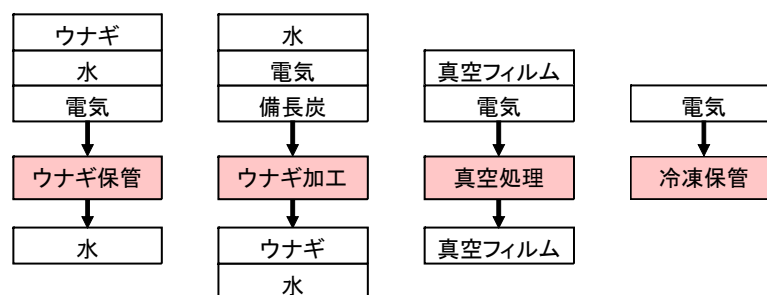 ウナギ
水
電気
ウナギ保管
水
水
電気
備長炭
ウナギ加工
ウナギ
水
真空フィルム
電気
真空処理
真空フィルム
電気
冷凍保管